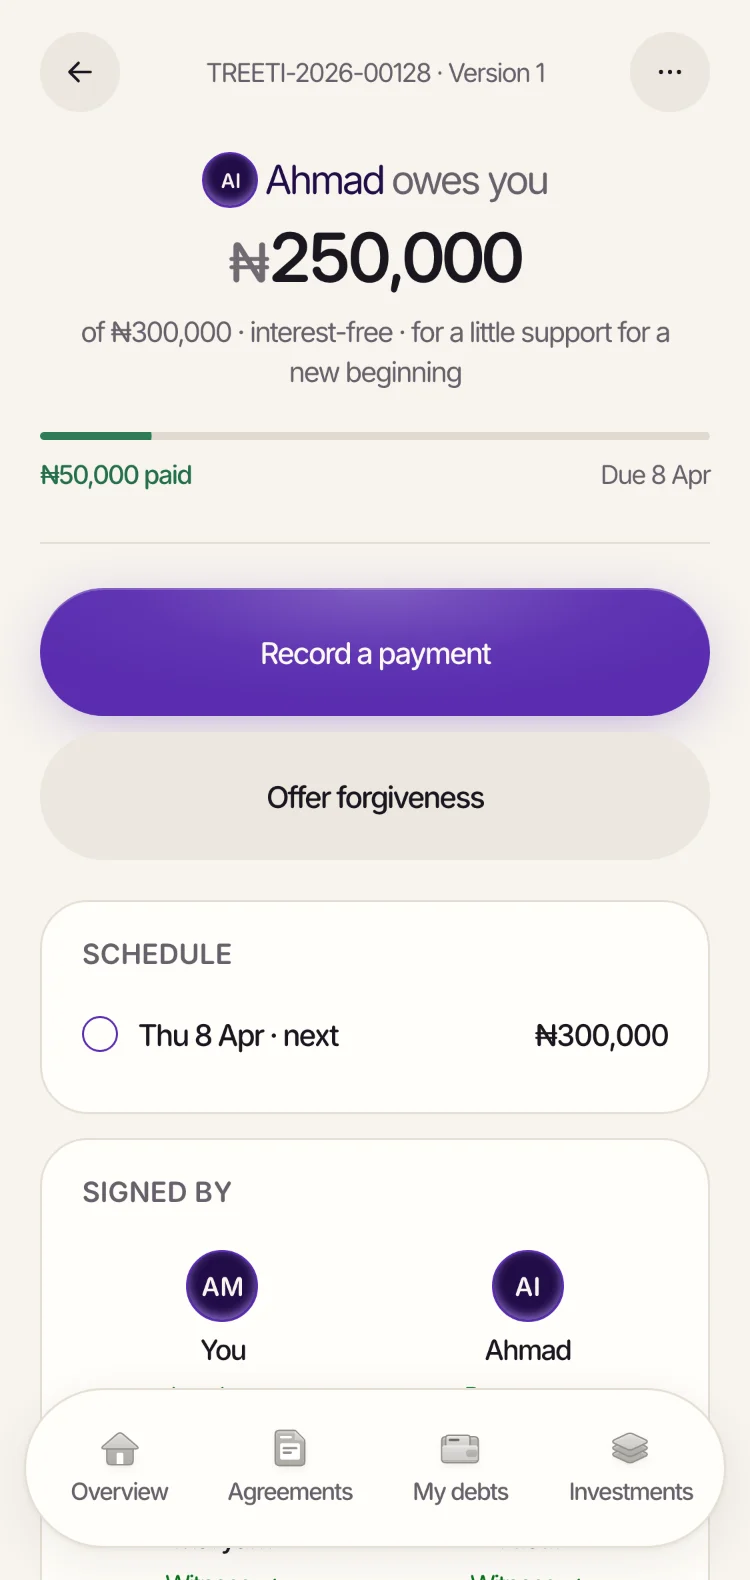 TREETI-2026-00128 · Version 1
AI Ahmad owes you
₦250,000
of ₦300,000 · interest-free · for a little support for a
new beginning
₦50,000 paid
Due 8 Apr
Record a payment
Offer forgiveness
SCHEDULE
Thu 8 Apr · next
₦300,000
SIGNED BY
AM
AI
You
Ahmad
Overview
Agreements
My debts
Investments